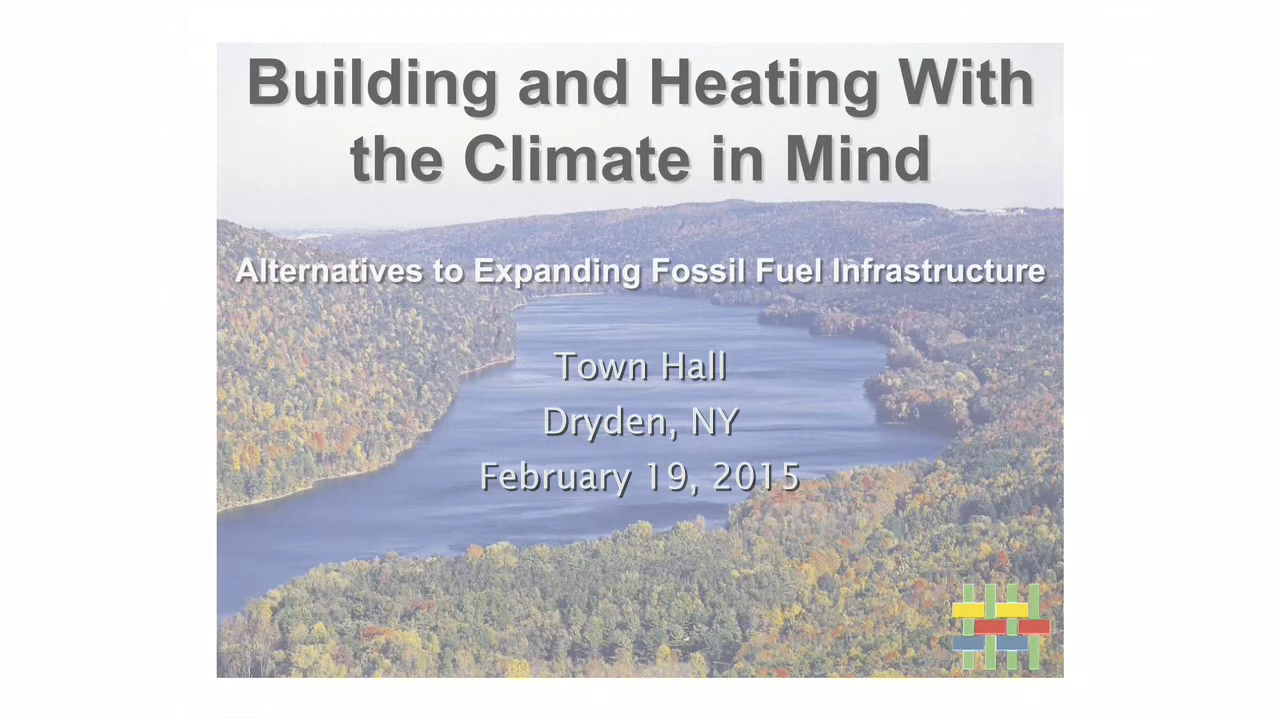 Building and Heating With
the Climate in Mind
Alternatives to Expanding Fossil Fuel Infrastructure
Town Hall
Dryden, NY
February 19, 2015